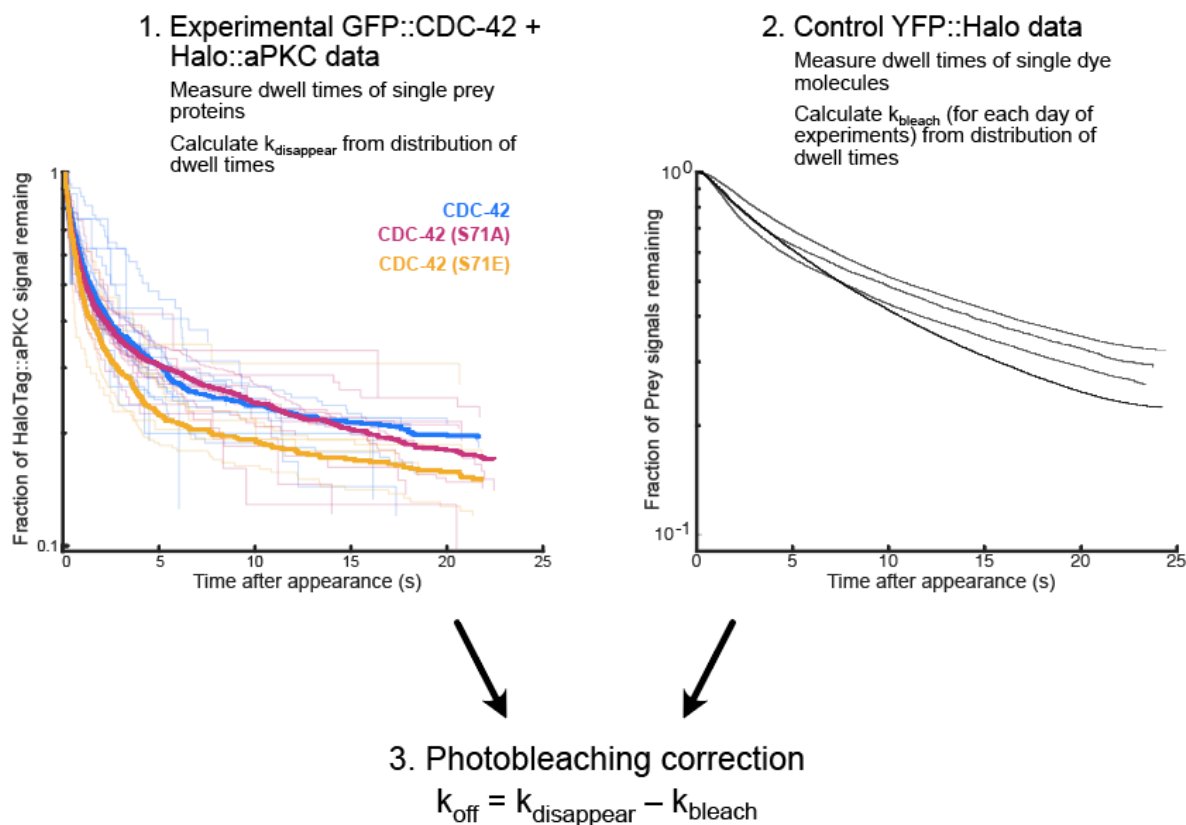 1. Experimental GFP::CDC-42 +
Halo::aPKC data
Measure dwell times of single prey
proteins
Calculate kdisappear from distribution of
dwell times
Fraction of HaloTag::aPKC signal remaing
1
0.1
CDC-42
CDC-42 (S71A)
CDC-42 (S71E)
0 5 10 15 20 25
Time after appearance (s)
2. Control YFP::Halo data
Measure dwell times of single dye
molecules
Calculate kbleach (for each day of
experiments) from distribution of
dwell times
Fraction of Prey signals remaining
10⁰
10⁻¹
0 5 10 15 20 25
Time after appearance (s)
3. Photobleaching correction
koff = kdisappear – kbleach